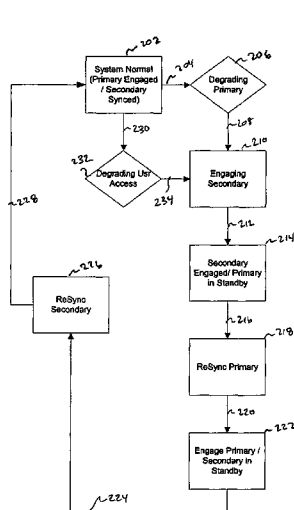 202
System Normal
(Primary Engaged
/ Secondary
Synced)
204
206
Degrading
Primary
208
230
232
Degrading Usr
Access
234
210
Engaging
Secondary
212
214
Secondary
Engaged/ Primary
in Standby
216
218
ReSync Primary
220
222
Engage Primary /
Secondary in
Standby
224
226
ReSync
Secondary
228